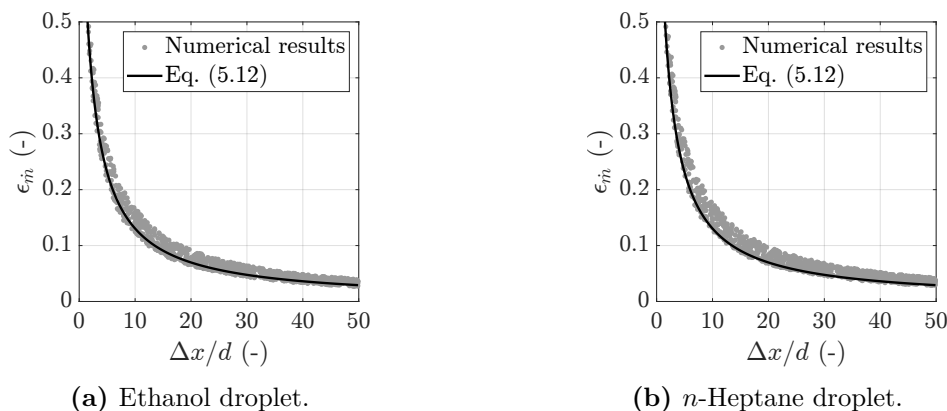 0.5
0.4
0.3
0.2
0.1
0
ϵṁ (-)
Numerical results
Eq. (5.12)
0 10 20 30 40 50
Δx/d (-)
(a) Ethanol droplet.
0.5
0.4
0.3
0.2
0.1
0
ϵṁ (-)
Numerical results
Eq. (5.12)
0 10 20 30 40 50
Δx/d (-)
(b) n-Heptane droplet.